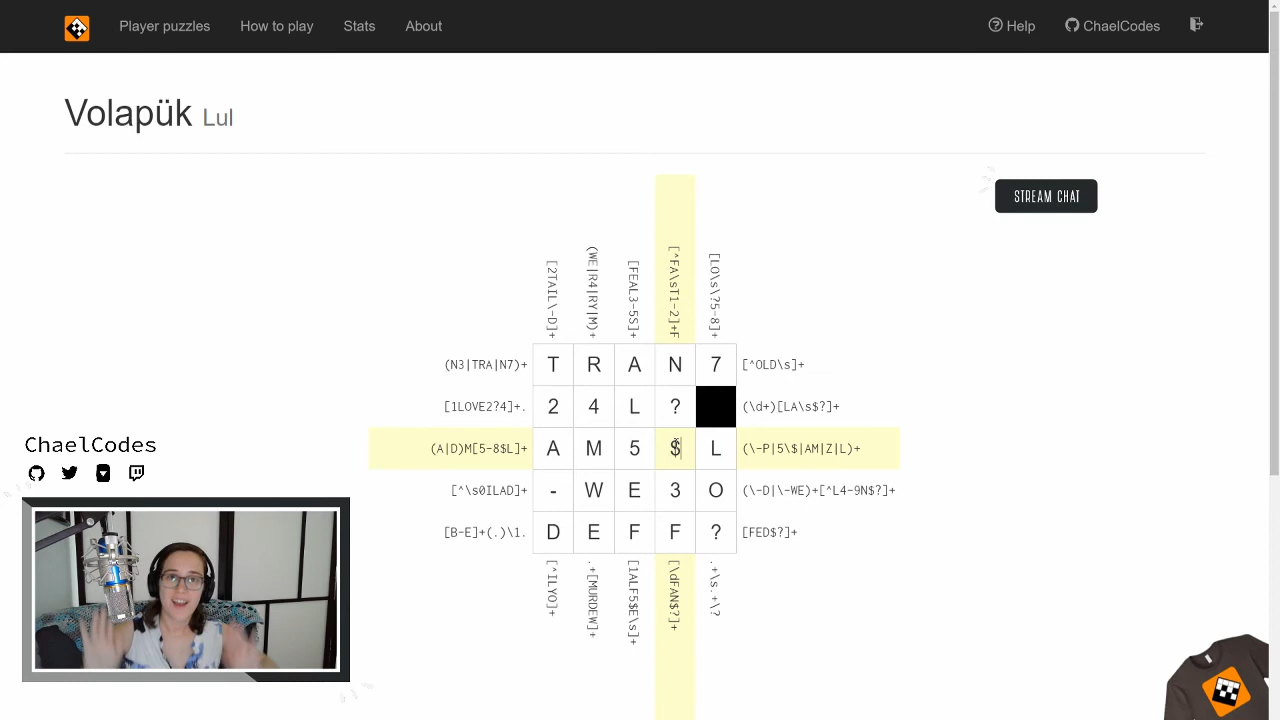 Player puzzles How to play Stats About Help ChaelCodes
Volapük Lul
STREAM CHAT
[2TAIL\-D]+
(WE|R4|RY|M)+
[FEAL3-5S]+
[^FA\sT1-2]+F
[LO\s\?5-8]+
(N3|TRA|N7)+ T R A N 7 [^OLD\s]+
[1LOVE2?4]+. 2 4 L ? (\d+)[LA\s$?]+
(A|D)M[5-8$L]+ A M 5 $ L (\-P|5\$|AM|Z|L)+
[^\s0ILAD]+ - W E 3 O (\-D|\-WE)+[^L4-9N$?]+
[B-E]+(.)\1. D E F F ? [FED$?]+
[^ILYO]+
.+[MURDEW]+
[1ALF5$E\s]+
[\dFAN$?]+
.+\s.+\?
ChaelCodes